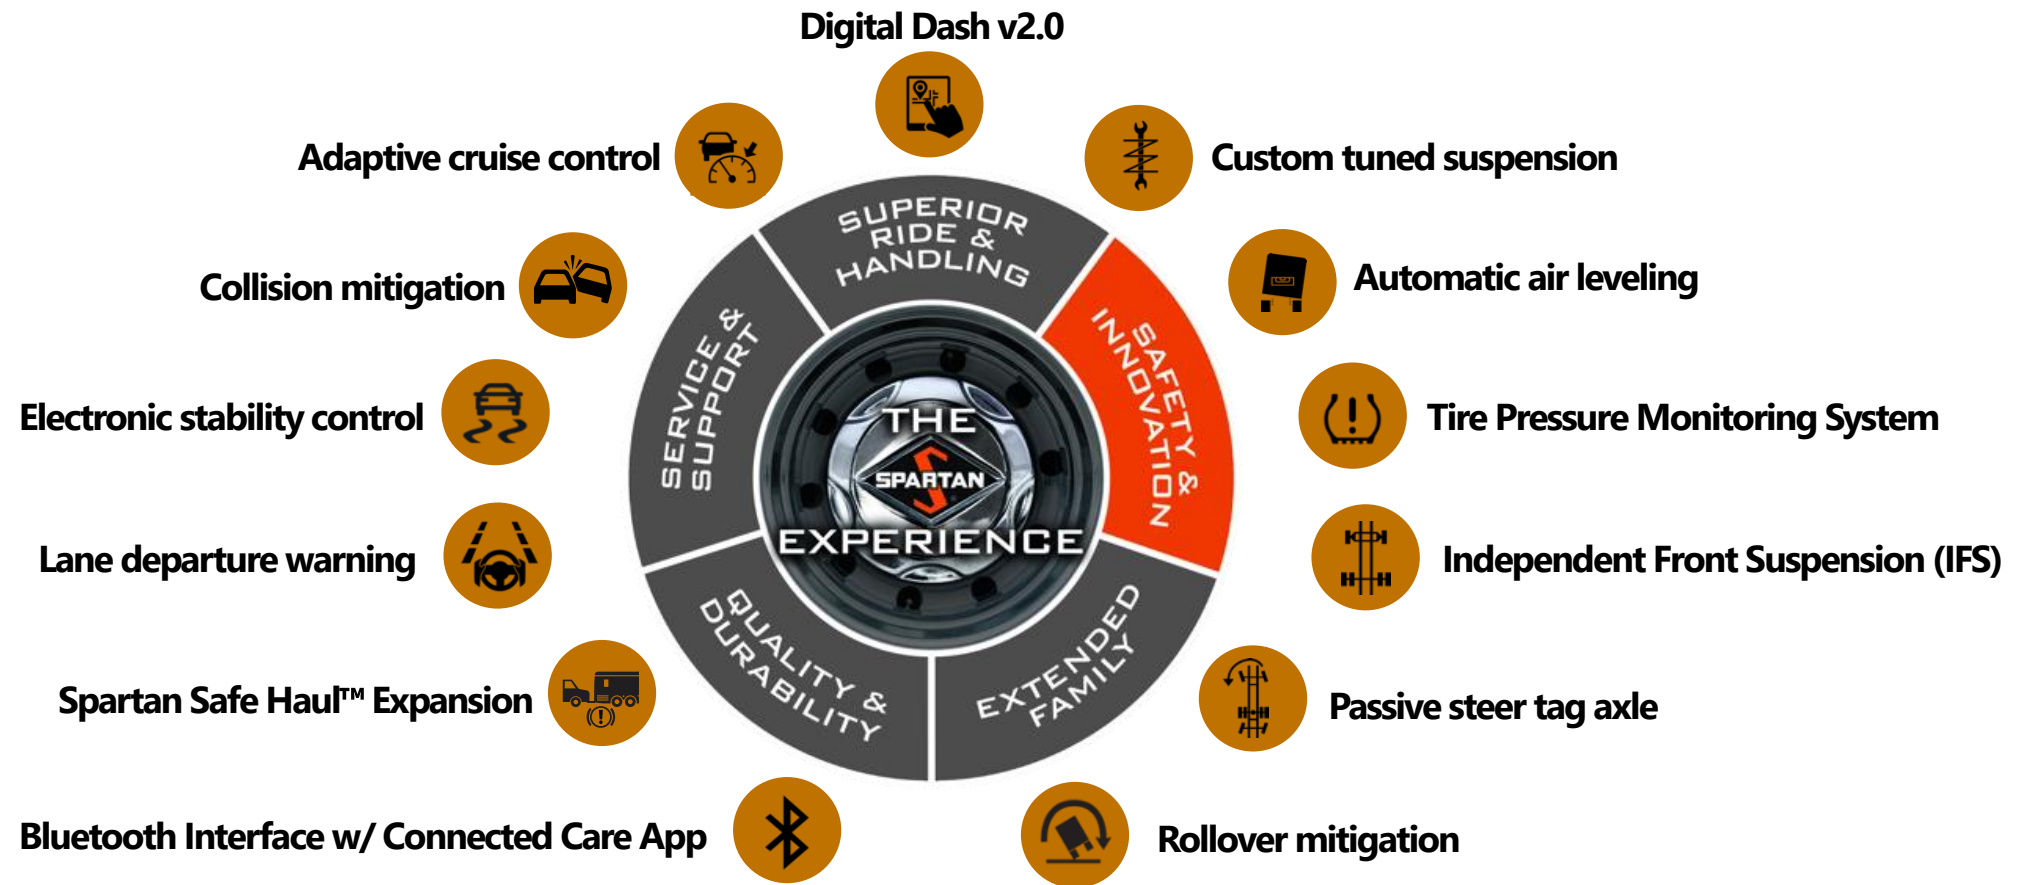 Digital Dash v2.0
Adaptive cruise control
Custom tuned suspension
SUPERIOR
RIDE &
HANDLING
Collision mitigation
Automatic air leveling
SERVICE &
SUPPORT
SAFETY &
INNOVATION
Electronic stability control
Tire Pressure Monitoring System
THE
SPARTAN
EXPERIENCE
Lane departure warning
Independent Front Suspension (IFS)
QUALITY &
DURABILITY
EXTENDED
FAMILY
Spartan Safe Haul™ Expansion
Passive steer tag axle
Bluetooth Interface w/ Connected Care App
Rollover mitigation